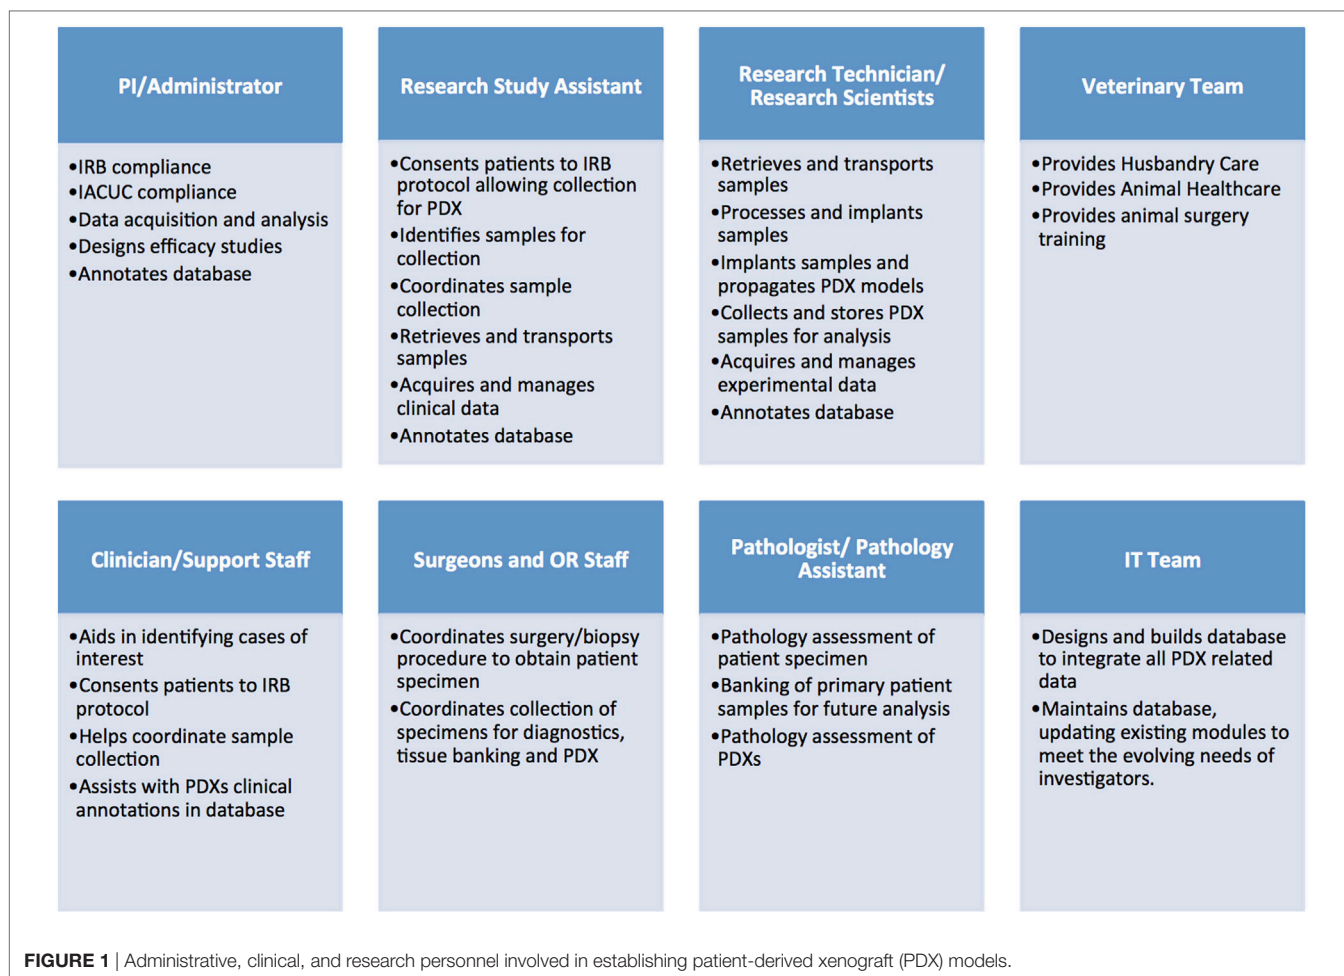 PI/Administrator
•IRB compliance
•IACUC compliance
•Data acquisition and analysis
•Designs efficacy studies
•Annotates database
Research Study Assistant
•Consents patients to IRB
protocol allowing collection
for PDX
•Identifies samples for
collection
•Coordinates sample
collection
•Retrieves and transports
samples
•Acquires and manages
clinical data
•Annotates database
Research Technician/
Research Scientists
•Retrieves and transports
samples
•Processes and implants
samples
•Implants samples and
propagates PDX models
•Collects and stores PDX
samples for analysis
•Acquires and manages
experimental data
•Annotates database
Veterinary Team
•Provides Husbandry Care
•Provides Animal Healthcare
•Provides animal surgery
training
Clinician/Support Staff
•Aids in identifying cases of
interest
•Consents patients to IRB
protocol
•Helps coordinate sample
collection
•Assists with PDXs clinical
annotations in database
Surgeons and OR Staff
•Coordinates surgery/biopsy
procedure to obtain patient
specimen
•Coordinates collection of
specimens for diagnostics,
tissue banking and PDX
Pathologist/ Pathology
Assistant
•Pathology assessment of
patient specimen
•Banking of primary patient
samples for future analysis
•Pathology assessment of
PDXs
IT Team
•Designs and builds database
to integrate all PDX related
data
•Maintains database,
updating existing modules to
meet the evolving needs of
investigators.
FIGURE 1 | Administrative, clinical, and research personnel involved in establishing patient-derived xenograft (PDX) models.